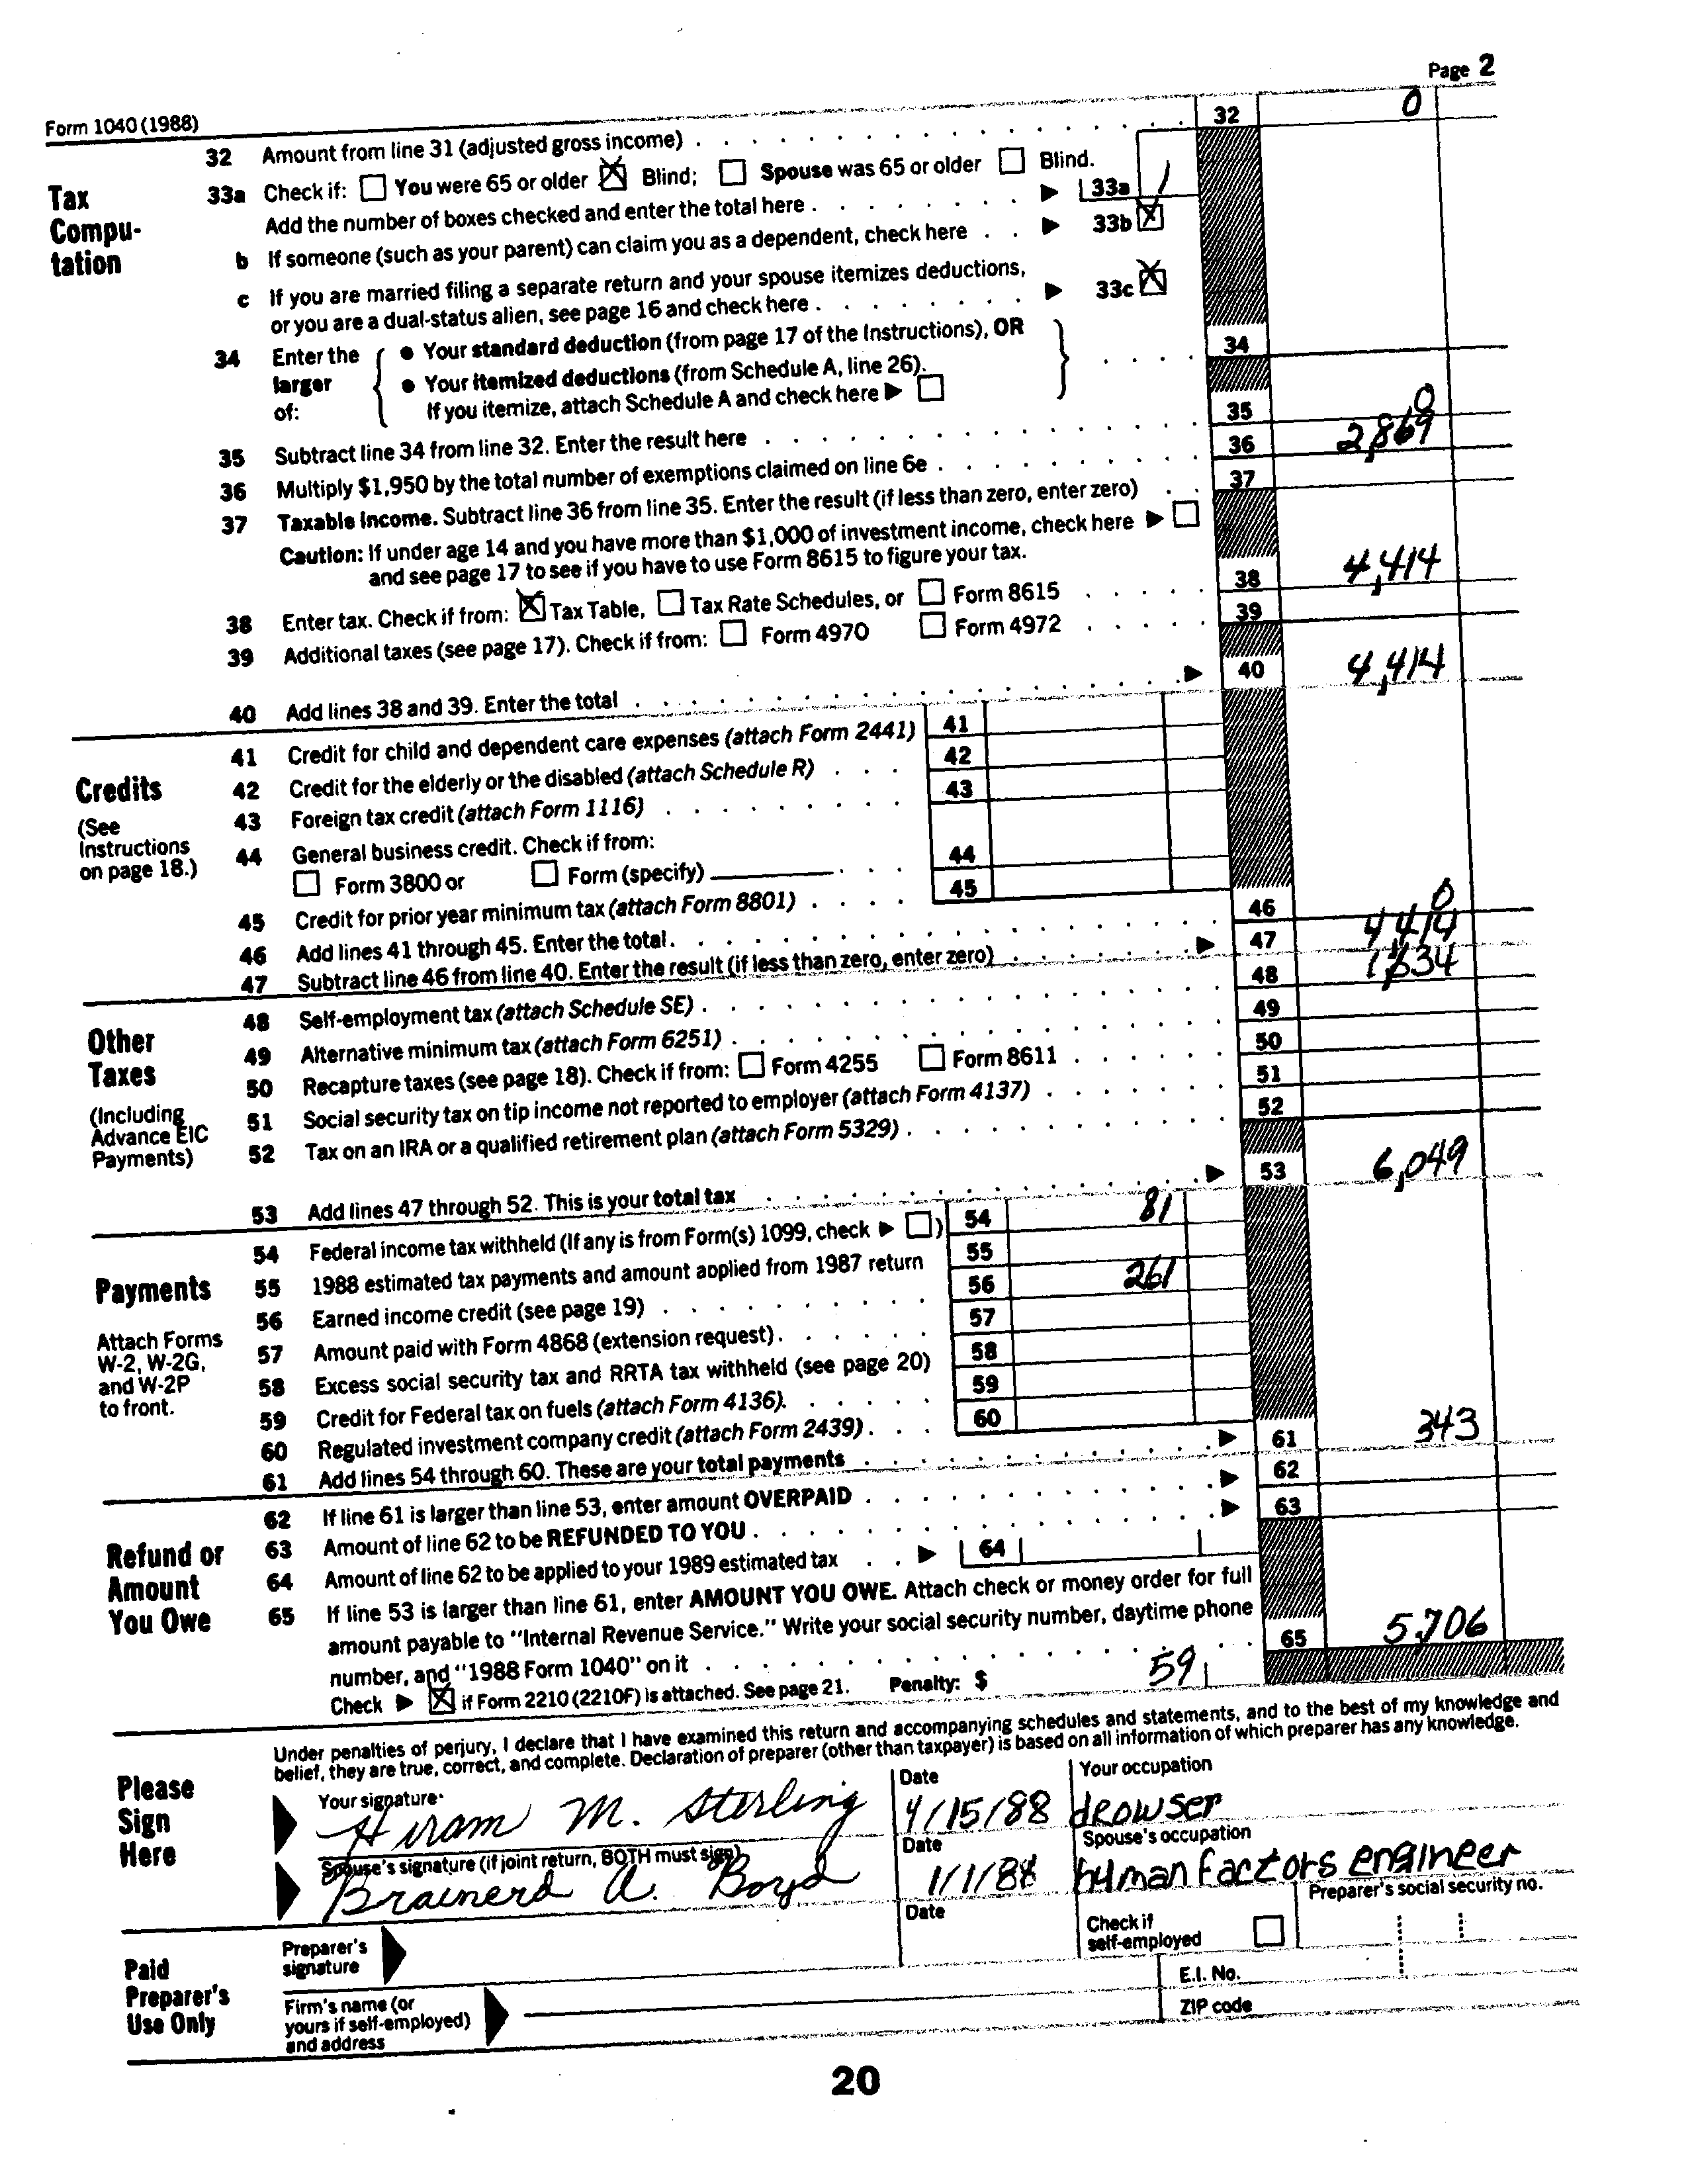 Page 2
Form 1040 (1988)
32 Amount from line 31 (adjusted gross income) 32 0
Tax Computation
33a Check if: You were 65 or older Blind; Spouse was 65 or older Blind.
Add the number of boxes checked and enter the total here 33a 1
b If someone (such as your parent) can claim you as a dependent, check here 33b
c If you are married filing a separate return and your spouse itemizes deductions,
or you are a dual-status alien, see page 16 and check here 33c
34 Enter the larger of: • Your standard deduction (from page 17 of the Instructions), OR 34
• Your itemized deductions (from Schedule A, line 26).
If you itemize, attach Schedule A and check here
35 Subtract line 34 from line 32. Enter the result here 35 0
36 Multiply $1,950 by the total number of exemptions claimed on line 6e 36 2,869
37 Taxable income. Subtract line 36 from line 35. Enter the result (if less than zero, enter zero) 37
Caution: If under age 14 and you have more than $1,000 of investment income, check here
and see page 17 to see if you have to use Form 8615 to figure your tax.
38 Enter tax. Check if from: Tax Table, Tax Rate Schedules, or Form 8615 38 4,414
39 Additional taxes (see page 17). Check if from: Form 4970 Form 4972 39
40 Add lines 38 and 39. Enter the total 40 4,414
Credits
(See Instructions on page 18.)
41 Credit for child and dependent care expenses (attach Form 2441) 41
42 Credit for the elderly or the disabled (attach Schedule R) 42
43 Foreign tax credit (attach Form 1116) 43
44 General business credit. Check if from:
Form 3800 or Form (specify) 44
45 Credit for prior year minimum tax (attach Form 8801) 45
46 Add lines 41 through 45. Enter the total. 46 0
47 Subtract line 46 from line 40. Enter the result (if less than zero, enter zero) 47 4,414
Other Taxes
(Including Advance EIC Payments)
48 Self-employment tax (attach Schedule SE) 48
49 Alternative minimum tax (attach Form 6251) 49
50 Recapture taxes (see page 18). Check if from: Form 4255 Form 8611 50
51 Social security tax on tip income not reported to employer (attach Form 4137) 51
52 Tax on an IRA or a qualified retirement plan (attach Form 5329) 52
53 Add lines 47 through 52. This is your total tax 53 6,049
Payments
Attach Forms W-2, W-2G, and W-2P to front.
54 Federal income tax withheld (If any is from Form(s) 1099, check ) 54 81
55 1988 estimated tax payments and amount applied from 1987 return 55
56 Earned income credit (see page 19) 56 261
57 Amount paid with Form 4868 (extension request). 57
58 Excess social security tax and RRTA tax withheld (see page 20) 58
59 Credit for Federal tax on fuels (attach Form 4136). 59
60 Regulated investment company credit (attach Form 2439) 60
61 Add lines 54 through 60. These are your total payments 61 343
Refund or Amount You Owe
62 If line 61 is larger than line 53, enter amount OVERPAID 62
63 Amount of line 62 to be REFUNDED TO YOU 63
64 Amount of line 62 to be applied to your 1989 estimated tax 64
65 If line 53 is larger than line 61, enter AMOUNT YOU OWE. Attach check or money order for full
amount payable to "Internal Revenue Service." Write your social security number, daytime phone
number, and "1988 Form 1040" on it 65 5,706
Check if Form 2210 (2210F) is attached. See page 21. Penalty: $ 59
Under penalties of perjury, I declare that I have examined this return and accompanying schedules and statements, and to the best of my knowledge and
belief, they are true, correct, and complete. Declaration of preparer (other than taxpayer) is based on all information of which preparer has any knowledge.
Please Sign Here
Your signature Date Your occupation
Hiram M. Sterling 4/15/88 drowser
Spouse's signature (if joint return, BOTH must sign) Date Spouse's occupation
Brainerd A. Boyd 1/1/88 human factors engineer
Paid Preparer's Use Only
Preparer's signature Date Check if self-employed Preparer's social security no.
Firm's name (or yours if self-employed) and address E.I. No.
ZIP code
20